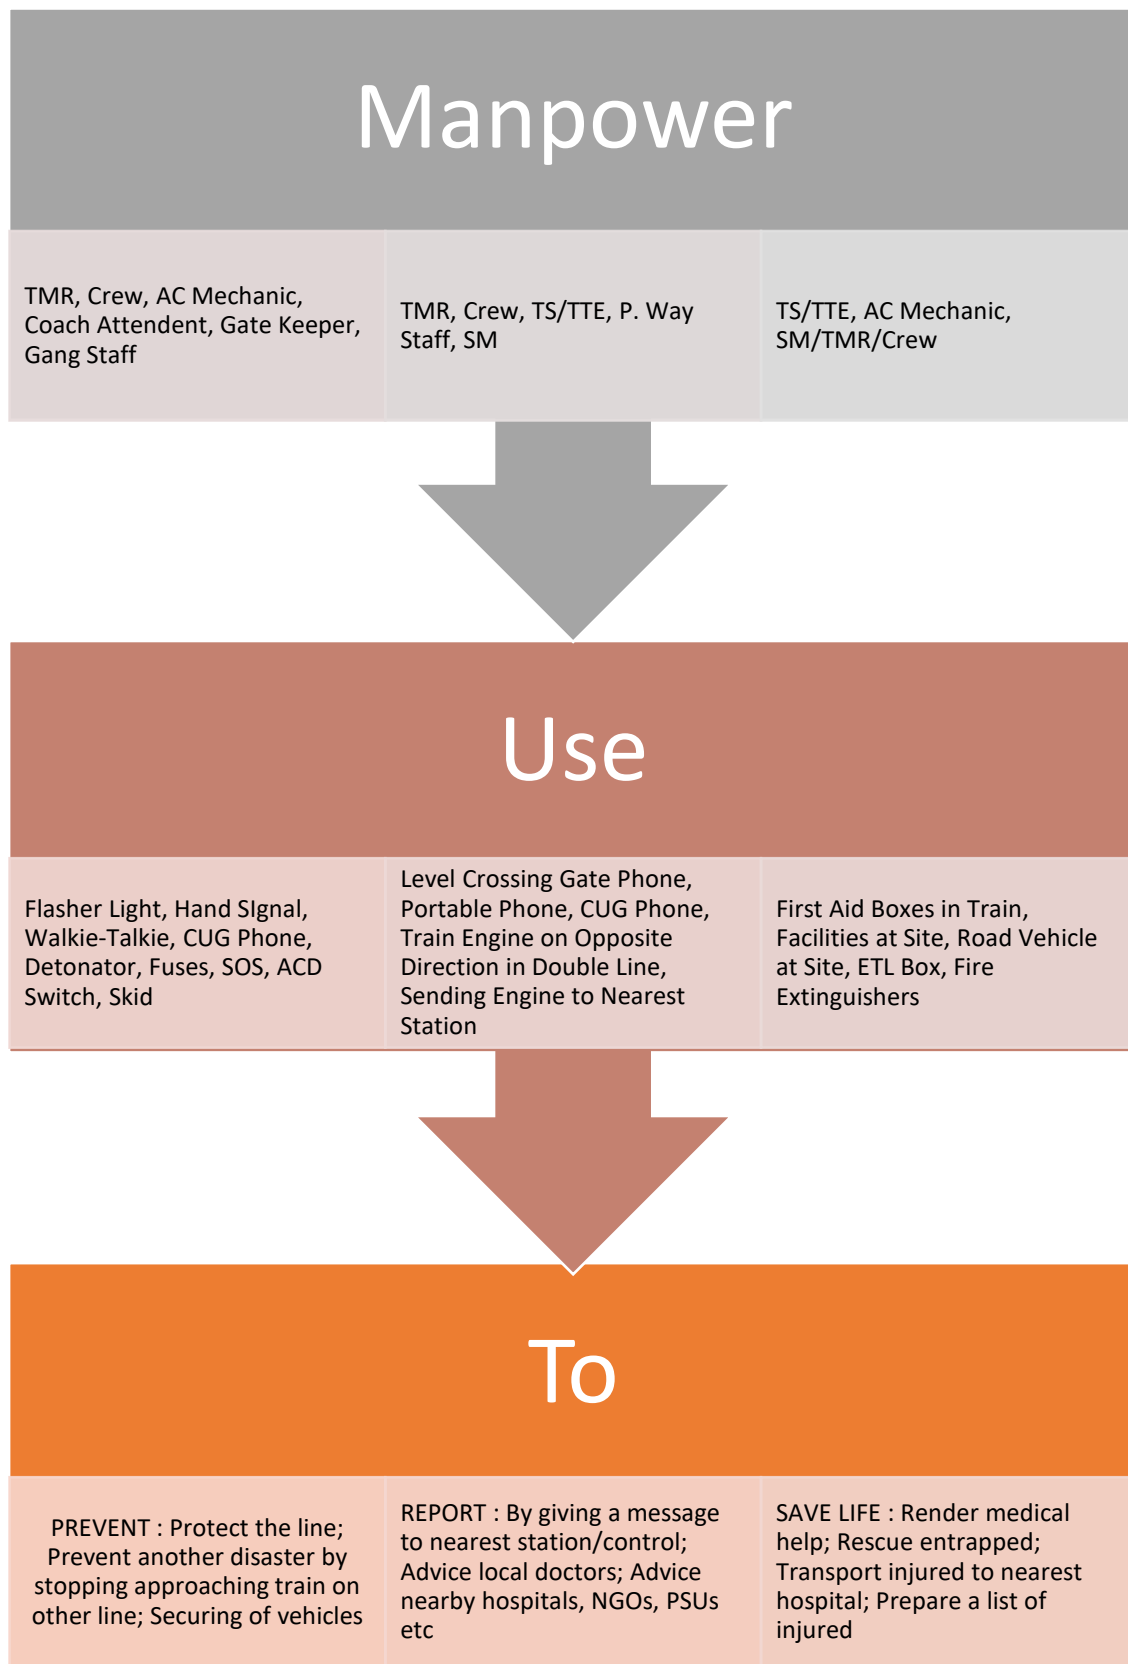 Manpower
TMR, Crew, AC Mechanic,
Coach Attendent, Gate Keeper,
Gang Staff
TMR, Crew, TS/TTE, P. Way
Staff, SM
TS/TTE, AC Mechanic,
SM/TMR/Crew
Use
Flasher Light, Hand SIgnal,
Walkie-Talkie, CUG Phone,
Detonator, Fuses, SOS, ACD
Switch, Skid
Level Crossing Gate Phone,
Portable Phone, CUG Phone,
Train Engine on Opposite
Direction in Double Line,
Sending Engine to Nearest
Station
First Aid Boxes in Train,
Facilities at Site, Road Vehicle
at Site, ETL Box, Fire
Extinguishers
To
PREVENT : Protect the line;
Prevent another disaster by
stopping approaching train on
other line; Securing of vehicles
REPORT : By giving a message
to nearest station/control;
Advice local doctors; Advice
nearby hospitals, NGOs, PSUs
etc
SAVE LIFE : Render medical
help; Rescue entrapped;
Transport injured to nearest
hospital; Prepare a list of
injured